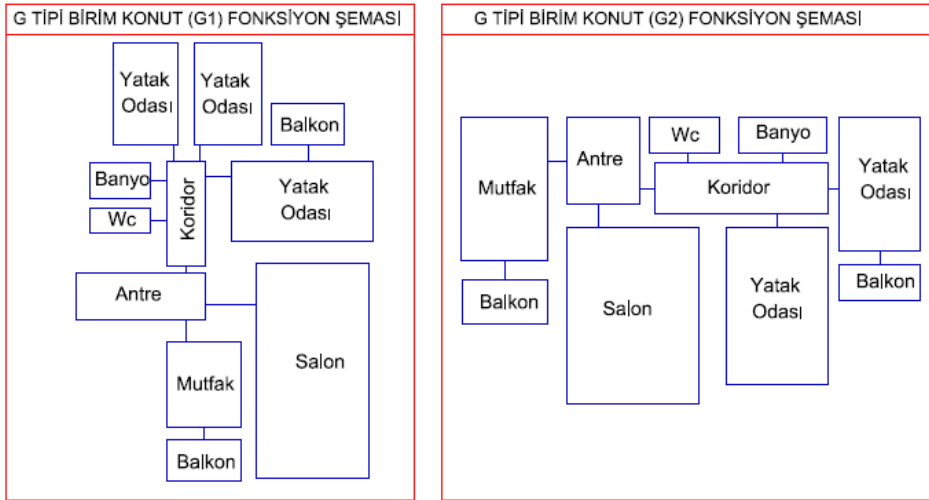 G TİPİ BİRİM KONUT (G1) FONKSİYON ŞEMASI
Yatak
Odası
Yatak
Odası
Balkon
Banyo
Wc
Koridor
Yatak
Odası
Antre
Salon
Mutfak
Balkon
G TİPİ BİRİM KONUT (G2) FONKSİYON ŞEMASI
Mutfak
Antre
Wc
Banyo
Koridor
Yatak
Odası
Balkon
Salon
Yatak
Odası
Balkon